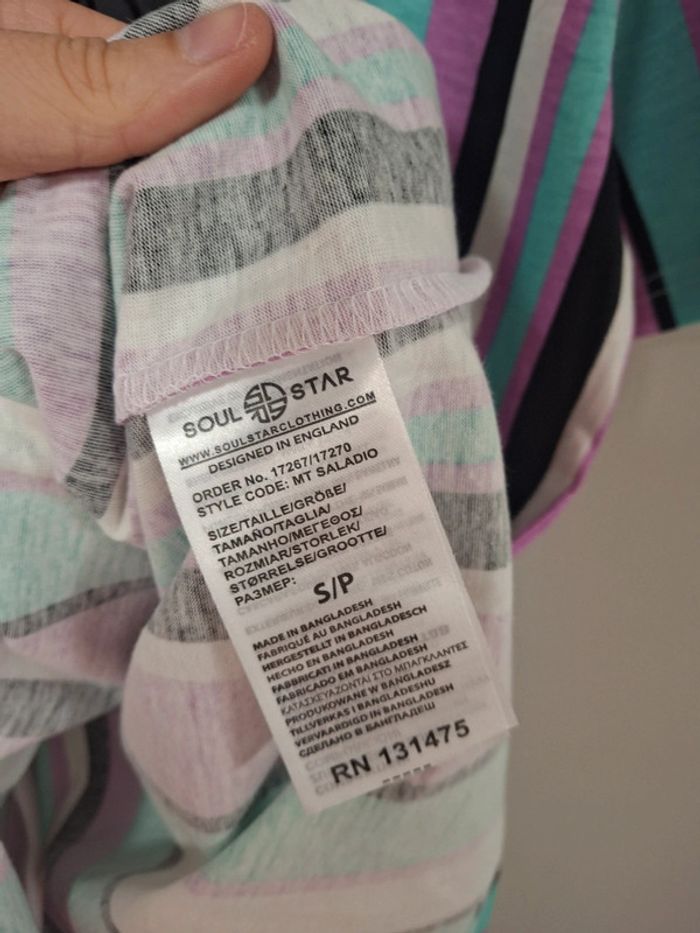 SOUL STAR
WWW.SOULSTARCLOTHING.COM
DESIGNED IN ENGLAND
ORDER No. 17267/17270
STYLE CODE: MT SALADIO
SIZE/TAILLE/GRÖßE/
TAMAÑO/TAGLIA/
TAMANHO/ΜΕΓΕΘΟΣ/
ROZMIAR/STORLEK/
STØRRELSE/GROOTTE/
РАЗМЕР:
S/P
MADE IN BANGLADESH
FABRIQUÉ AU BANGLADESH
HERGESTELLT IN BANGLADESCH
HECHO EN BANGLADESH
FABBRICATI IN BANGLADESH
FABRICADO EM BANGLADESH
ΚΑΤΑΣΚΕΥΑΖΟΝΤΑΙ ΣΤΟ ΜΠΑΓΚΛΑΝΤΕΣ
PRODUKOWANE W BANGLADESZ
TILLVERKAS I BANGLADESHU
VERVAARDIGD IN BANGLADESH
СДЕЛАНО В БАНГЛАДЕШ
RN 131475